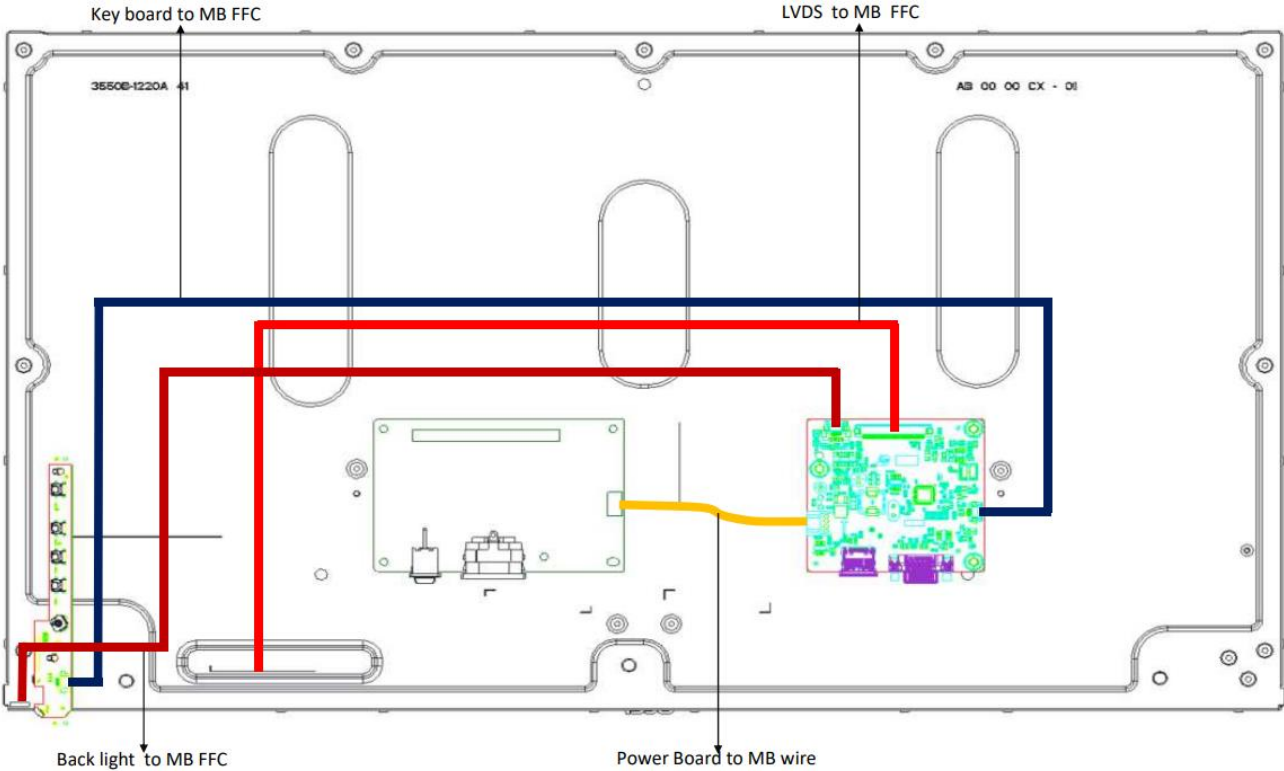 Key board to MB FFC
LVDS to MB FFC
3550B-1220A 41
AB 00 00 CX - 01
Back light to MB FFC
Power Board to MB wire